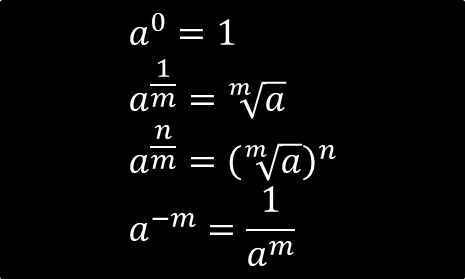 a⁰ = 1
a^(1/m) = ᵐ√a
a^(n/m) = (ᵐ√a)ⁿ
a⁻ᵐ = 1/aᵐ